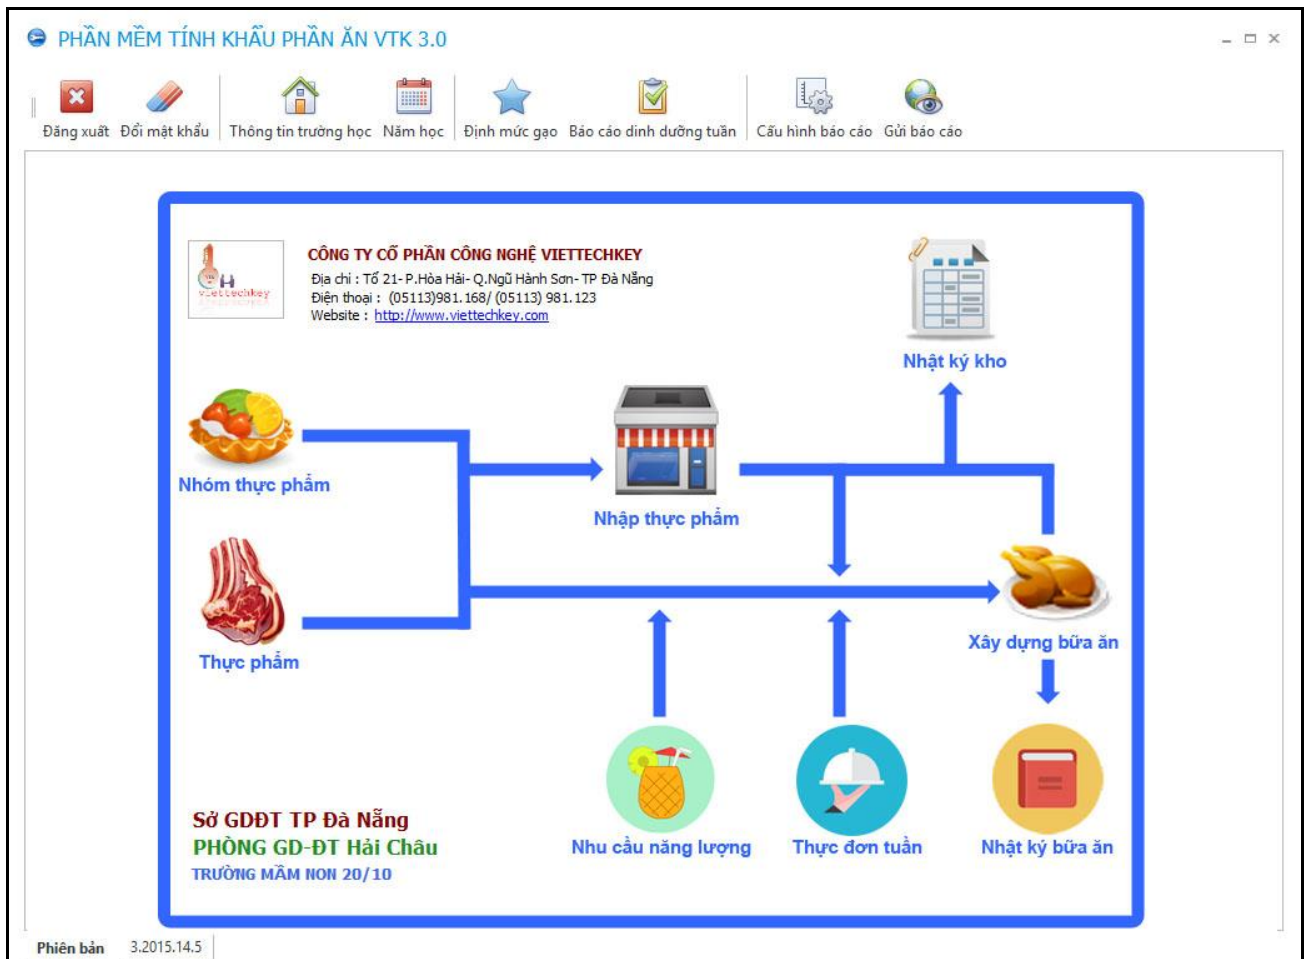 PHẦN MỀM TÍNH KHẨU PHẦN ĂN VTK 3.0
Đăng xuất Đổi mật khẩu Thông tin trường học Năm học Định mức gạo Báo cáo dinh dưỡng tuần Cấu hình báo cáo Gửi báo cáo
viettechkey
CÔNG TY CỔ PHẦN CÔNG NGHỆ VIETTECHKEY
Địa chỉ : Tổ 21- P.Hòa Hải- Q.Ngũ Hành Sơn- TP Đà Nẵng
Điện thoại : (05113)981.168/ (05113) 981.123
Website : http://www.viettechkey.com
Nhật ký kho
Nhóm thực phẩm
Nhập thực phẩm
Thực phẩm
Xây dựng bữa ăn
Nhu cầu năng lượng
Thực đơn tuần
Nhật ký bữa ăn
Sở GDĐT TP Đà Nẵng
PHÒNG GD-ĐT Hải Châu
TRƯỜNG MẦM NON 20/10
Phiên bản 3.2015.14.5